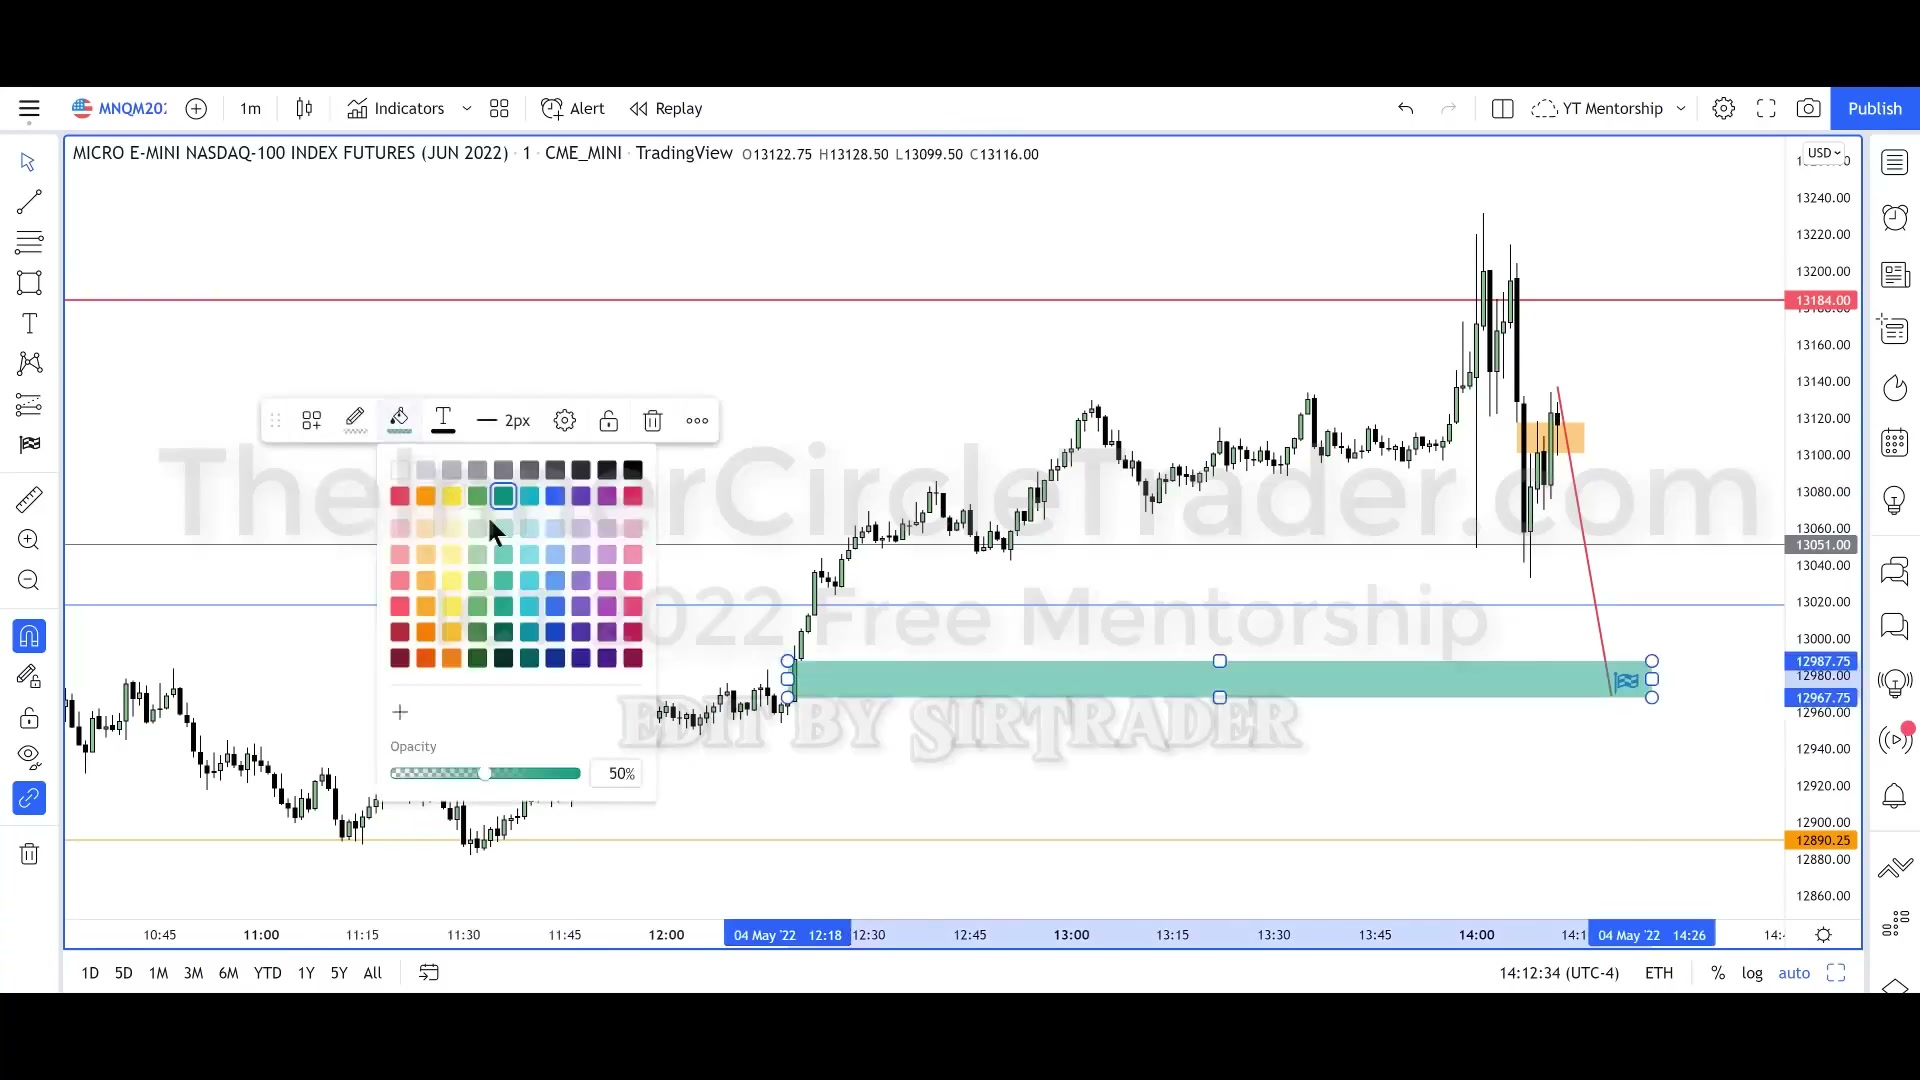 MNQM20
1m
Indicators
Alert
Replay
YT Mentorship
Publish
MICRO E-MINI NASDAQ-100 INDEX FUTURES (JUN 2022) · 1 · CME_MINI · TradingView O13122.75 H13128.50 L13099.50 C13116.00
USD
13240.00
13220.00
13200.00
13184.00
13160.00
13140.00
13120.00
13100.00
13080.00
13060.00
13051.00
13040.00
13020.00
13000.00
12987.75
12980.00
12967.75
12960.00
12940.00
12920.00
12900.00
12890.25
12880.00
12860.00
2px
TheInnerCircleTrader.com
2022 Free Mentorship
EDIT BY SIRTRADER
Opacity
50%
10:45
11:00
11:15
11:30
11:45
12:00
04 May '22 12:18
12:30
12:45
13:00
13:15
13:30
13:45
14:00
14:1
04 May '22 14:26
14:
1D 5D 1M 3M 6M YTD 1Y 5Y All
14:12:34 (UTC-4)
ETH
%
log
auto